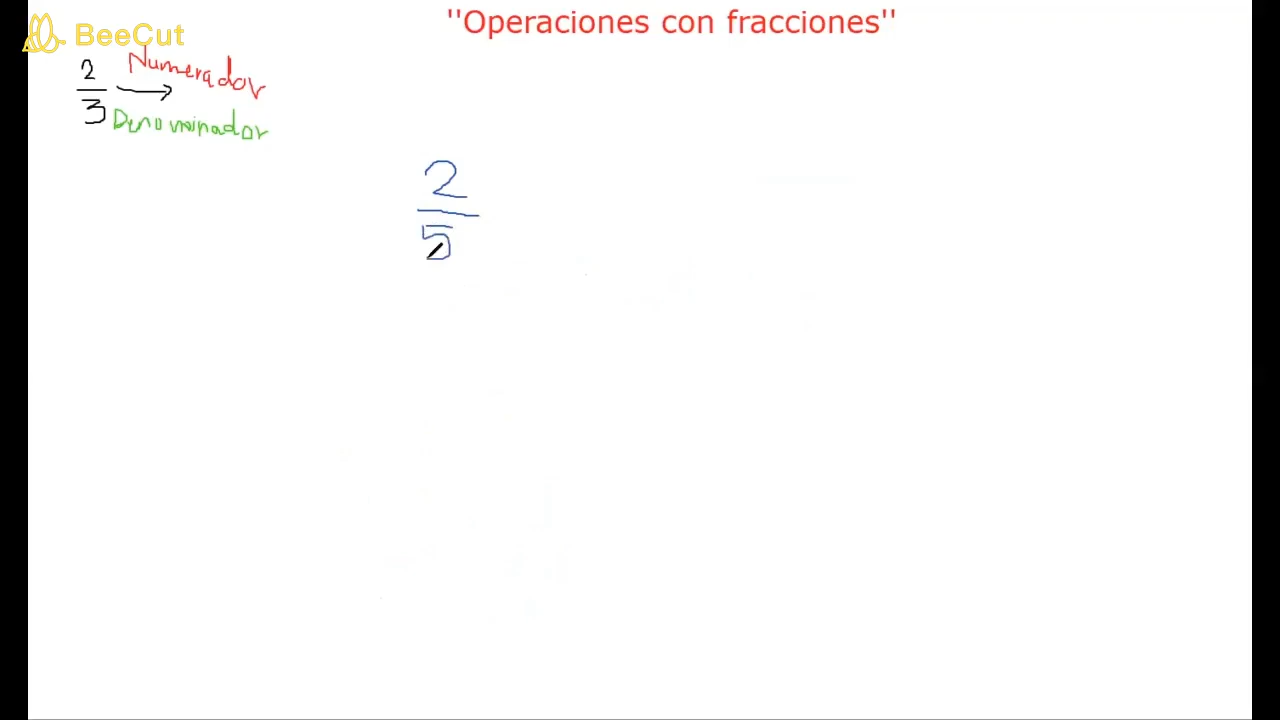 ''Operaciones con fracciones''
BeeCut
2
3
Numerador
Denominador
2
5